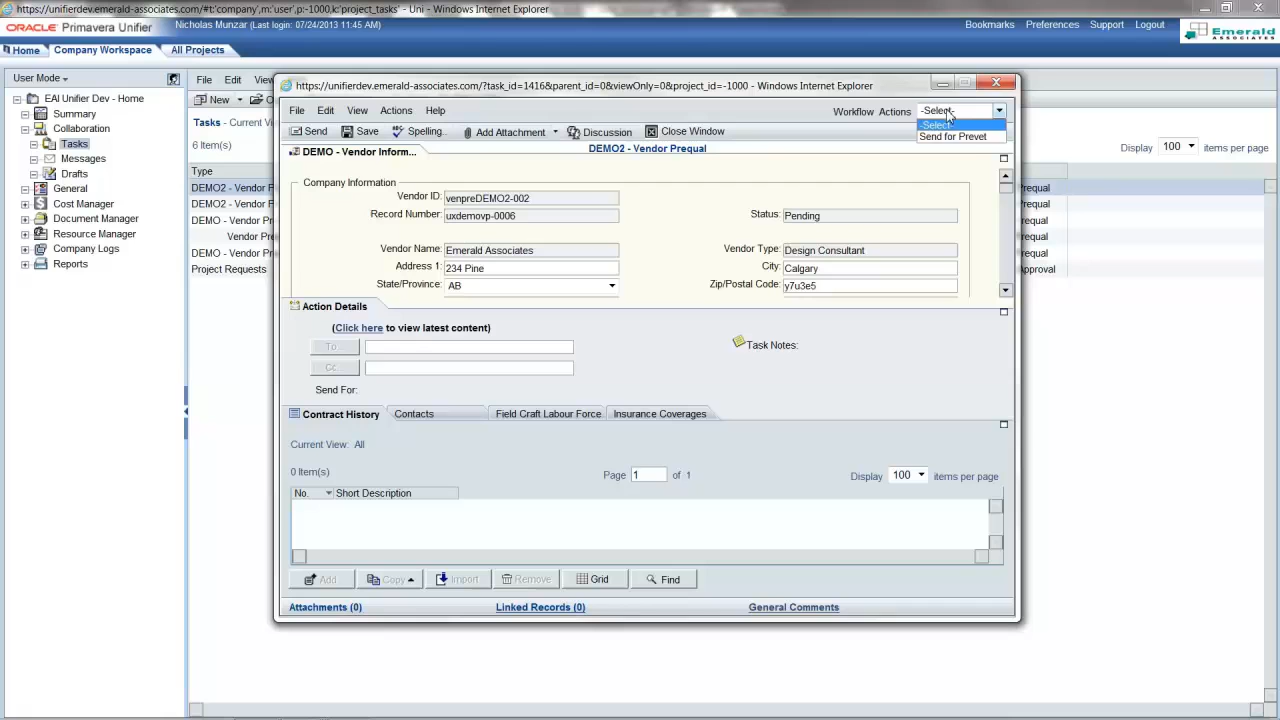 https://unifierdev.emerald-associates.com/#t:'company',m:'user',p:-1000,k:'project_tasks' - Uni - Windows Internet Explorer
ORACLE Primavera Unifier
Nicholas Munzar (Last login: 07/24/2013 11:45 AM)
Bookmarks Preferences Support Logout
Emerald
ASSOCIATES
Home Company Workspace All Projects
User Mode
EAI Unifier Dev - Home
Summary
Collaboration
Tasks
Messages
Drafts
General
Cost Manager
Document Manager
Resource Manager
Company Logs
Reports
File Edit
New
Tasks
6 Item(s)
Display 100 items per page
Type
DEMO2 - Vendor
DEMO2 - Vendor
DEMO - Vendor
Vendor
DEMO - Vendor
Project Requests
Prequal
requal
requal
requal
requal
Approval
https://unifierdev.emerald-associates.com/?task_id=1416&parent_id=0&viewOnly=0&project_id=-1000 - Windows Internet Explorer
File Edit View Actions Help
Workflow Actions -Select-
-Select-
Send for Prevet
Send Save Spelling.. Add Attachment Discussion Close Window
DEMO - Vendor Inform...
DEMO2 - Vendor Prequal
Company Information
Vendor ID: venpreDEMO2-002
Record Number: uxdemovp-0006
Status: Pending
Vendor Name: Emerald Associates
Vendor Type: Design Consultant
Address 1: 234 Pine
City: Calgary
State/Province: AB
Zip/Postal Code: y7u3e5
Action Details
(Click here to view latest content)
To...
Cc...
Task Notes:
Send For:
Contract History Contacts Field Craft Labour Force Insurance Coverages
Current View: All
0 Item(s)
Page 1 of 1
Display 100 items per page
No. Short Description
Add Copy Import Remove Grid Find
Attachments (0) Linked Records (0) General Comments